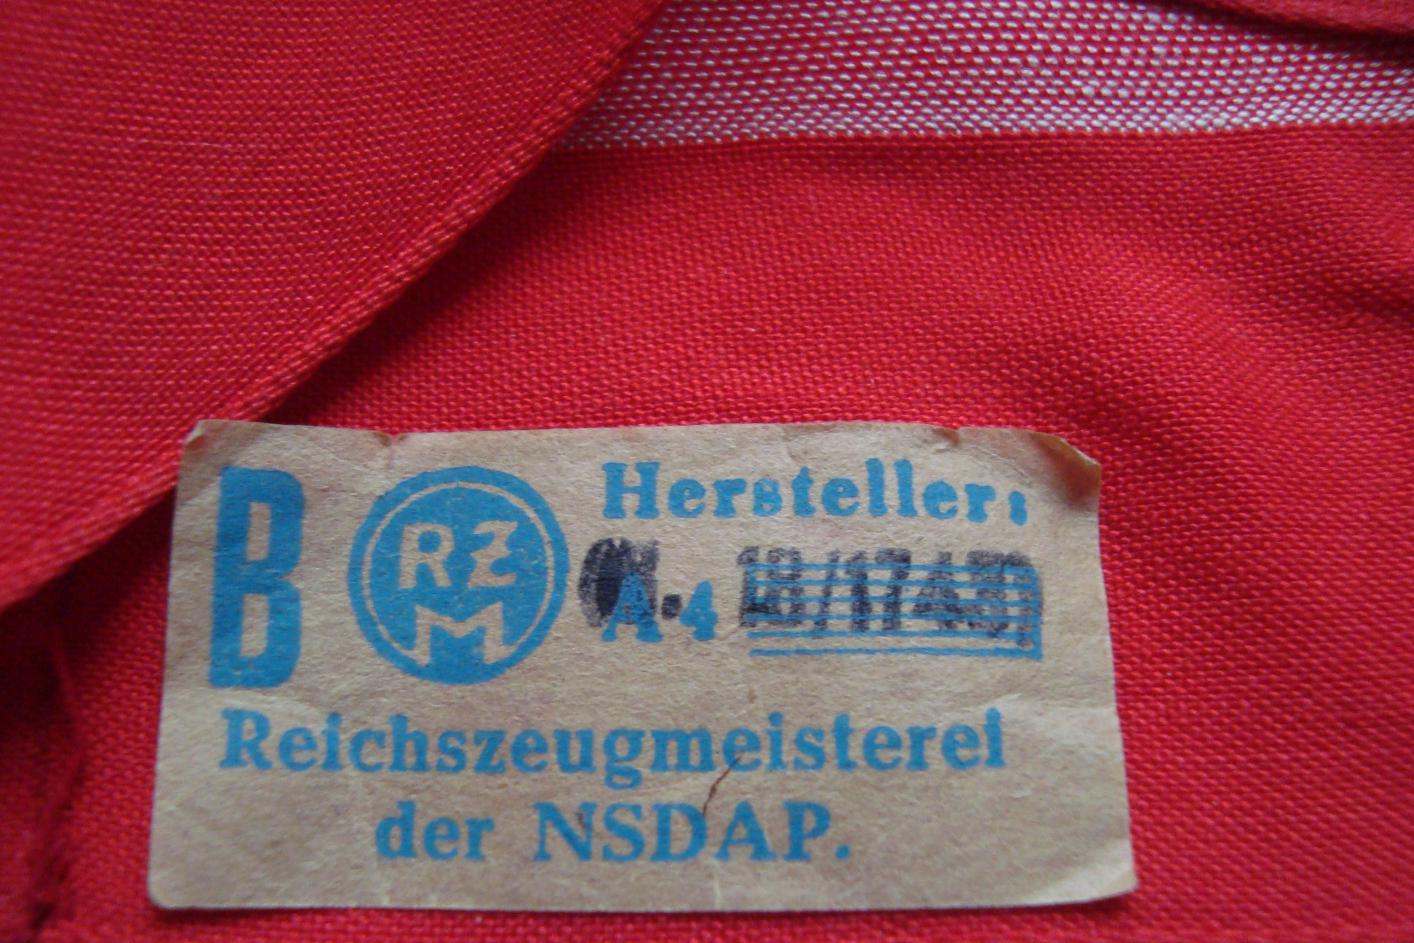 B RZM Hersteller:
A.4
Reichszeugmeisterei
der NSDAP.